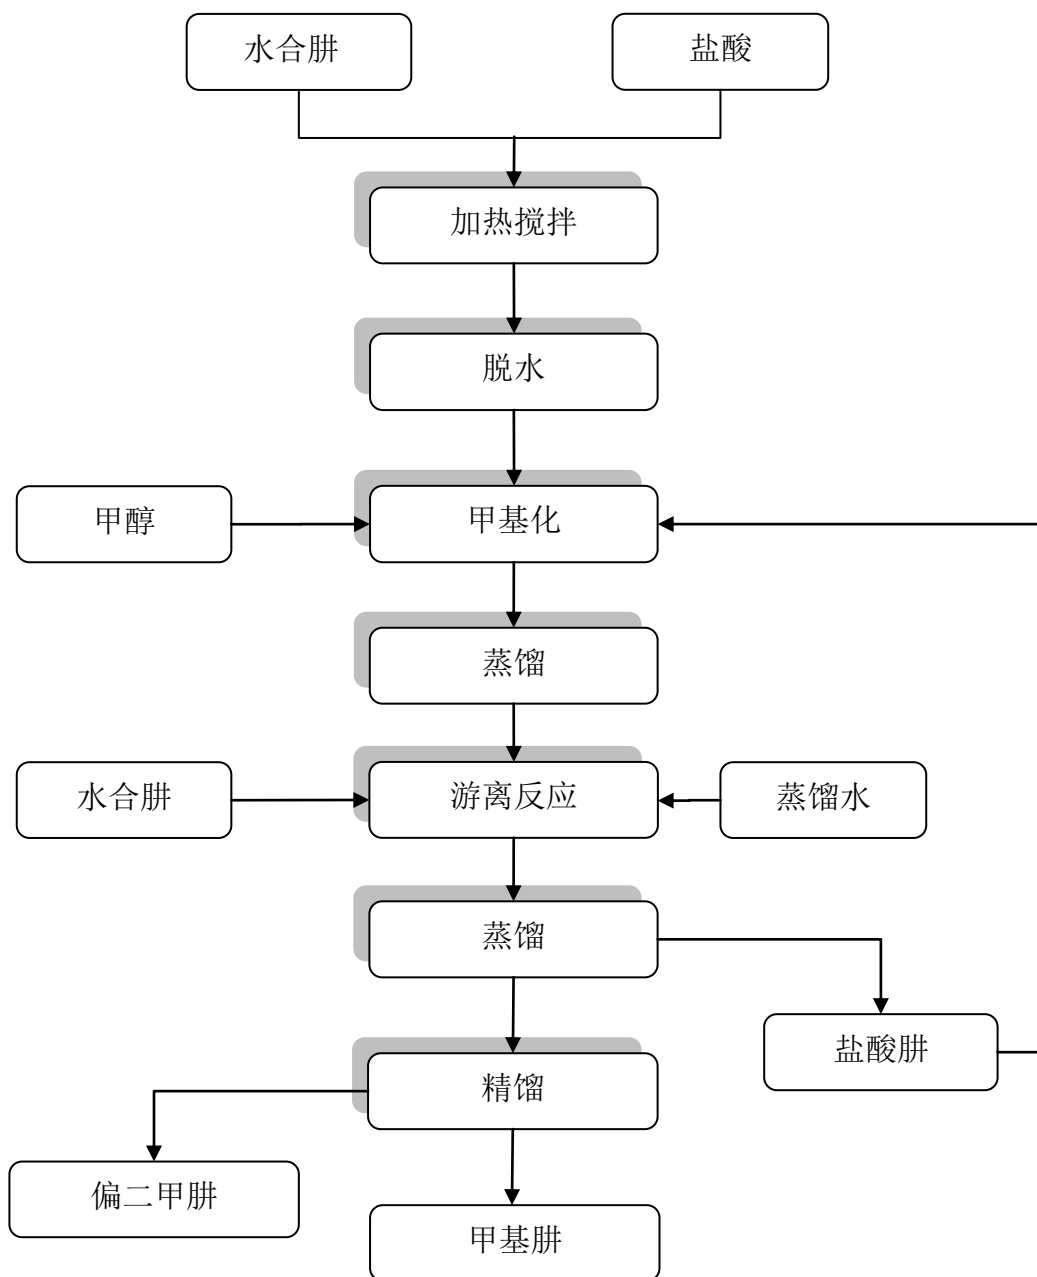 水合肼
盐酸
加热搅拌
脱水
甲醇
甲基化
蒸馏
水合肼
游离反应
蒸馏水
蒸馏
盐酸肼
精馏
偏二甲肼
甲基肼